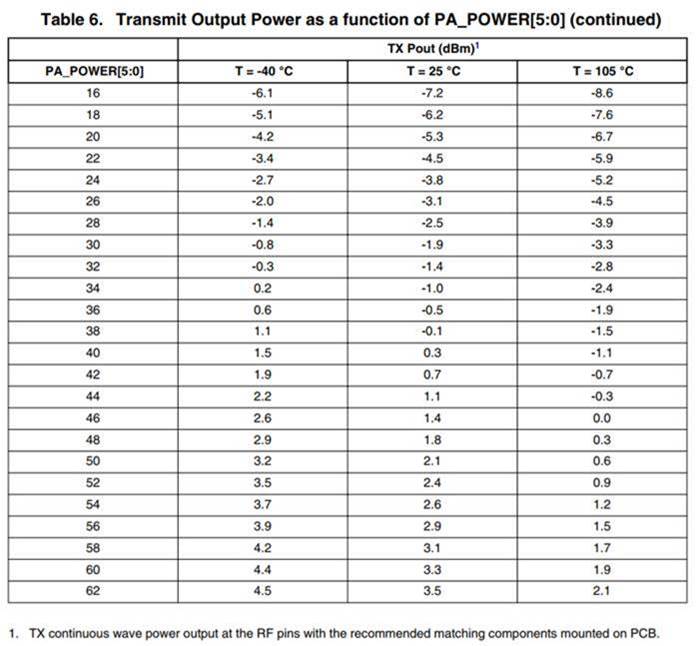 Table 6. Transmit Output Power as a function of PA_POWER[5:0] (continued)
TX Pout (dBm)1
PA_POWER[5:0] T = -40 °C T = 25 °C T = 105 °C
16 -6.1 -7.2 -8.6
18 -5.1 -6.2 -7.6
20 -4.2 -5.3 -6.7
22 -3.4 -4.5 -5.9
24 -2.7 -3.8 -5.2
26 -2.0 -3.1 -4.5
28 -1.4 -2.5 -3.9
30 -0.8 -1.9 -3.3
32 -0.3 -1.4 -2.8
34 0.2 -1.0 -2.4
36 0.6 -0.5 -1.9
38 1.1 -0.1 -1.5
40 1.5 0.3 -1.1
42 1.9 0.7 -0.7
44 2.2 1.1 -0.3
46 2.6 1.4 0.0
48 2.9 1.8 0.3
50 3.2 2.1 0.6
52 3.5 2.4 0.9
54 3.7 2.6 1.2
56 3.9 2.9 1.5
58 4.2 3.1 1.7
60 4.4 3.3 1.9
62 4.5 3.5 2.1
1. TX continuous wave power output at the RF pins with the recommended matching components mounted on PCB.